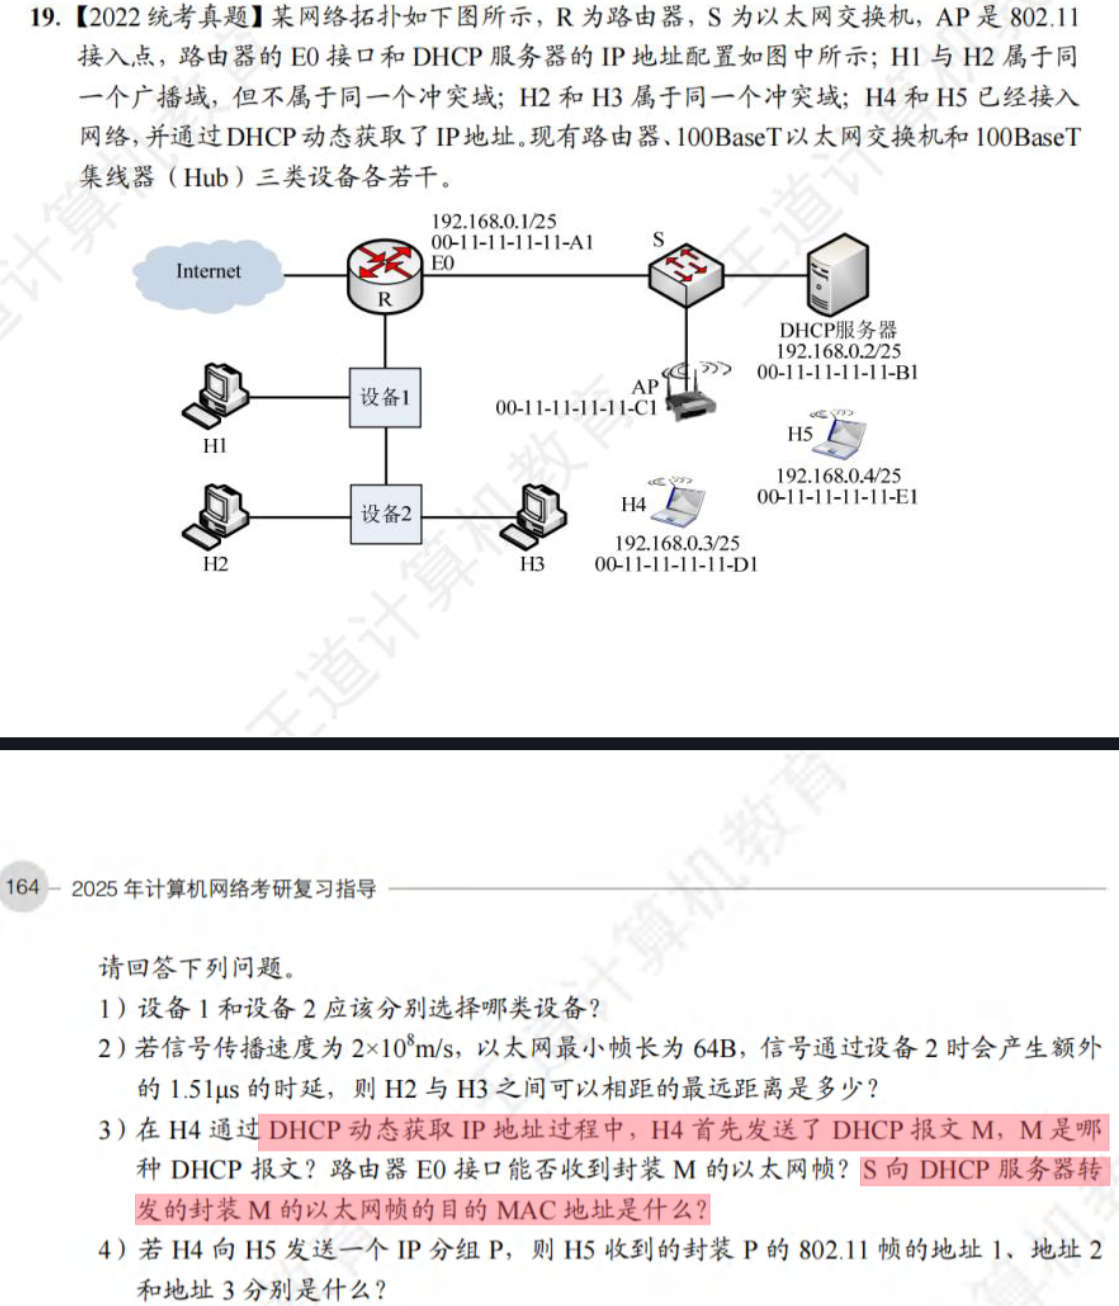 19.【2022 统考真题】某网络拓扑如下图所示，R 为路由器，S 为以太网交换机，AP 是 802.11
接入点，路由器的 E0 接口和 DHCP 服务器的 IP 地址配置如图中所示；H1 与 H2 属于同
一个广播域，但不属于同一个冲突域；H2 和 H3 属于同一个冲突域；H4 和 H5 已经接入
网络，并通过 DHCP 动态获取了 IP 地址。现有路由器、100BaseT 以太网交换机和 100BaseT
集线器（Hub）三类设备各若干。
192.168.0.1/25
00-11-11-11-11-A1
E0
S
Internet
R
DHCP服务器
192.168.0.2/25
00-11-11-11-11-B1
设备1
AP
00-11-11-11-11-C1
H1
H5
192.168.0.4/25
00-11-11-11-11-E1
设备2
H4
H2
H3
192.168.0.3/25
00-11-11-11-11-D1
王道计算机教育
164
2025 年计算机网络考研复习指导
请回答下列问题。
1）设备 1 和设备 2 应该分别选择哪类设备？
2）若信号传播速度为 2×10⁸m/s，以太网最小帧长为 64B，信号通过设备 2 时会产生额外
的 1.51μs 的时延，则 H2 与 H3 之间可以相距的最远距离是多少？
3）在 H4 通过 DHCP 动态获取 IP 地址过程中，H4 首先发送了 DHCP 报文 M，M 是哪
种 DHCP 报文？路由器 E0 接口能否收到封装 M 的以太网帧？S 向 DHCP 服务器转
发的封装 M 的以太网帧的目的 MAC 地址是什么？
4）若 H4 向 H5 发送一个 IP 分组 P，则 H5 收到的封装 P 的 802.11 帧的地址 1、地址 2
和地址 3 分别是什么？